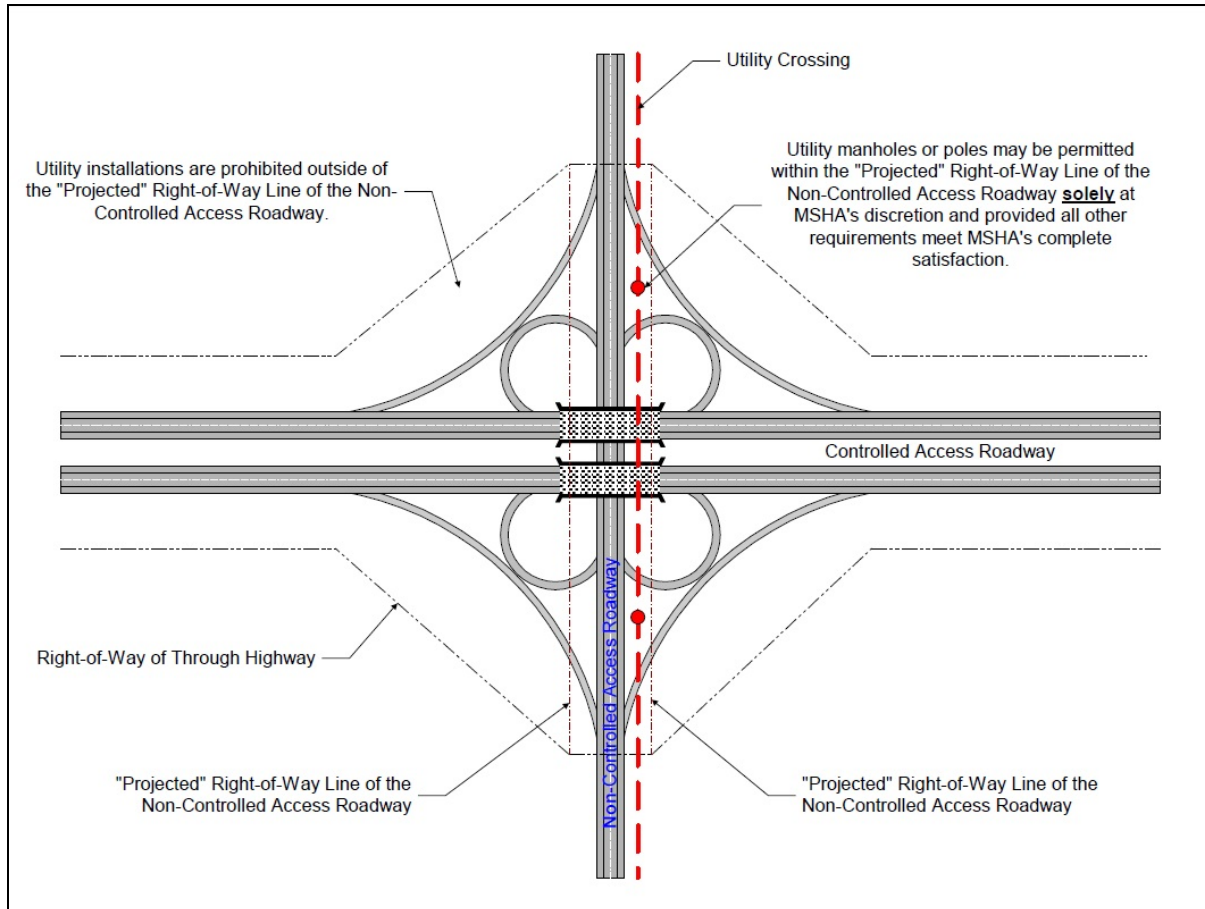 Utility Crossing
Utility installations are prohibited outside of
the "Projected" Right-of-Way Line of the Non-
Controlled Access Roadway.
Utility manholes or poles may be permitted
within the "Projected" Right-of-Way Line of the
Non-Controlled Access Roadway solely at
MSHA's discretion and provided all other
requirements meet MSHA's complete
satisfaction.
Controlled Access Roadway
Non-Controlled Access Roadway
Right-of-Way of Through Highway
"Projected" Right-of-Way Line of the
Non-Controlled Access Roadway
"Projected" Right-of-Way Line of the
Non-Controlled Access Roadway